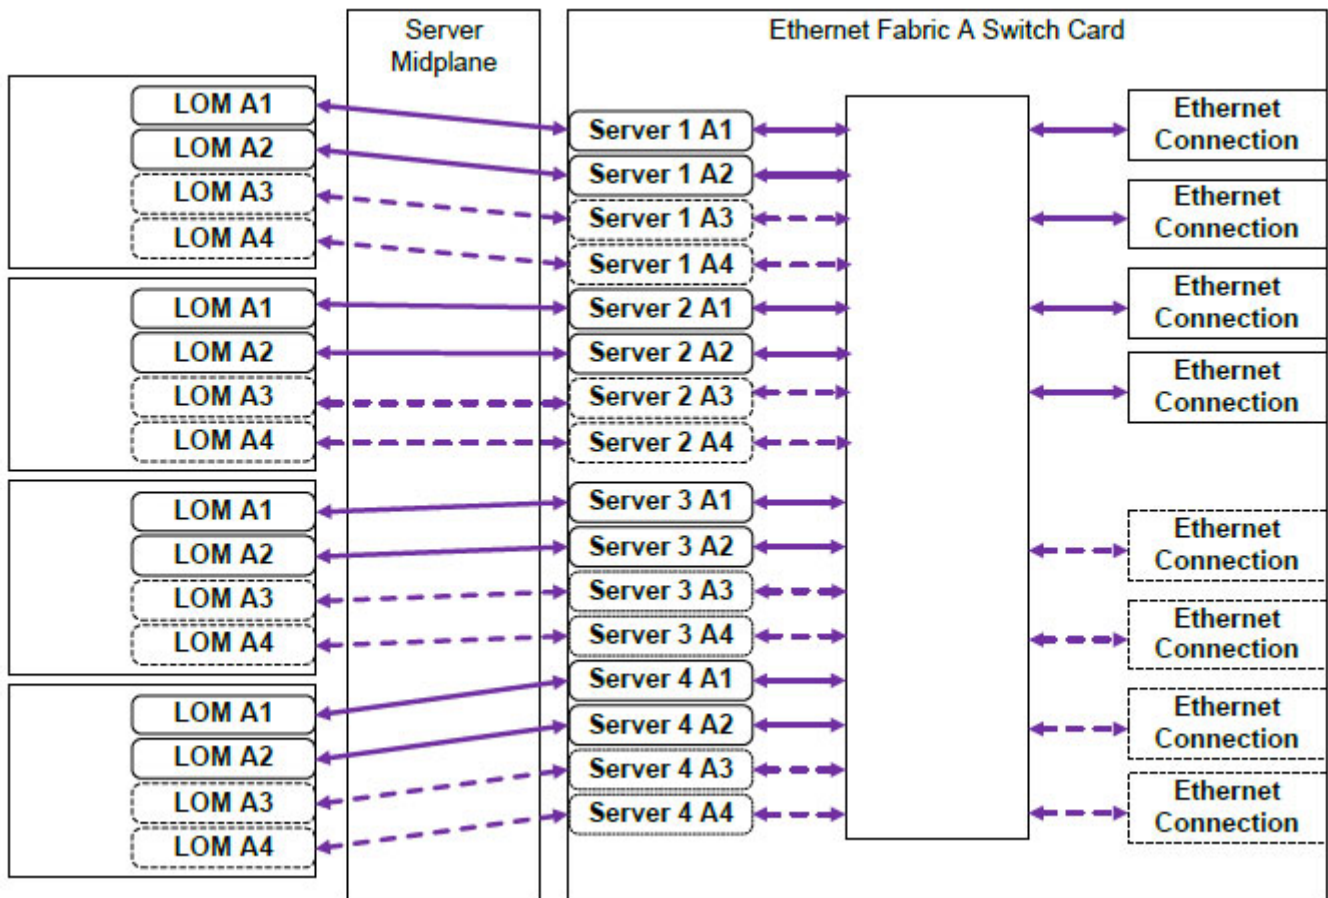 Server
Midplane
Ethernet Fabric A Switch Card
LOM A1
LOM A2
LOM A3
LOM A4
LOM A1
LOM A2
LOM A3
LOM A4
LOM A1
LOM A2
LOM A3
LOM A4
LOM A1
LOM A2
LOM A3
LOM A4
Server 1 A1
Server 1 A2
Server 1 A3
Server 1 A4
Server 2 A1
Server 2 A2
Server 2 A3
Server 2 A4
Server 3 A1
Server 3 A2
Server 3 A3
Server 3 A4
Server 4 A1
Server 4 A2
Server 4 A3
Server 4 A4
Ethernet
Connection
Ethernet
Connection
Ethernet
Connection
Ethernet
Connection
Ethernet
Connection
Ethernet
Connection
Ethernet
Connection
Ethernet
Connection